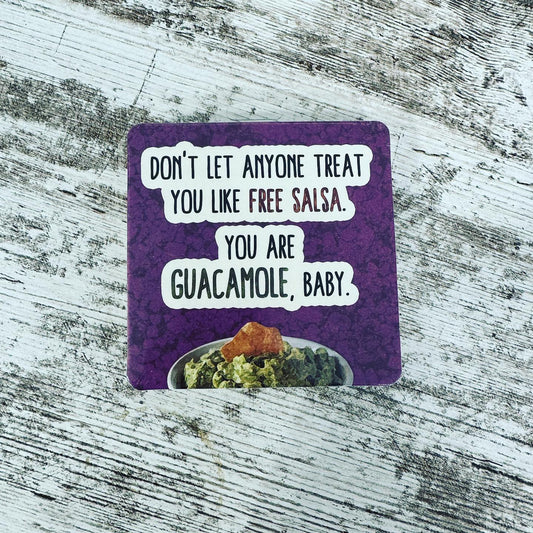 DON'T LET ANYONE TREAT
YOU LIKE FREE SALSA.
YOU ARE
GUACAMOLE, BABY.